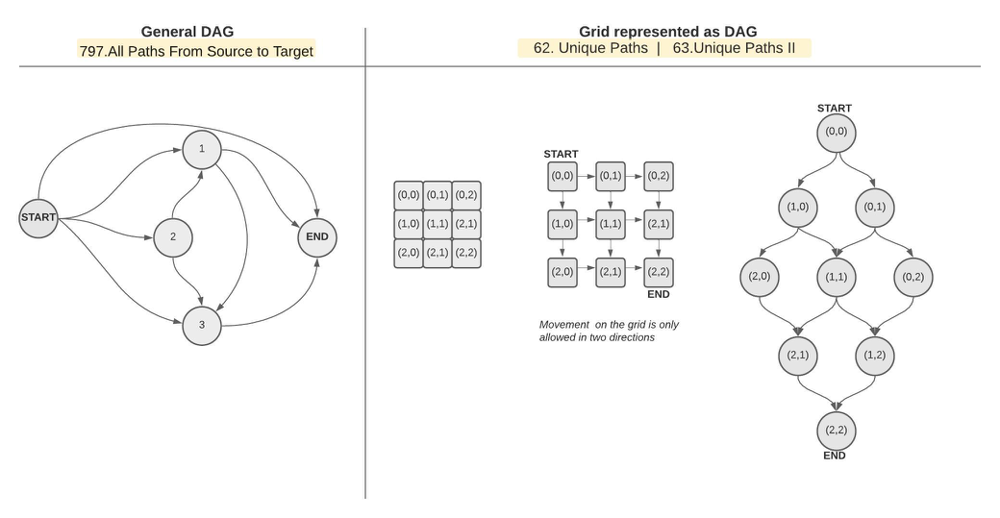 General DAG
797.All Paths From Source to Target
Grid represented as DAG
62. Unique Paths | 63.Unique Paths II
START
1
2
3
END
(0,0) (0,1) (0,2)
(1,0) (1,1) (2,1)
(2,0) (2,1) (2,2)
START
(0,0) (0,1) (0,2)
(1,0) (1,1) (2,1)
(2,0) (2,1) (2,2)
END
Movement on the grid is only
allowed in two directions
START
(0,0)
(1,0) (0,1)
(2,0) (1,1) (0,2)
(2,1) (1,2)
(2,2)
END